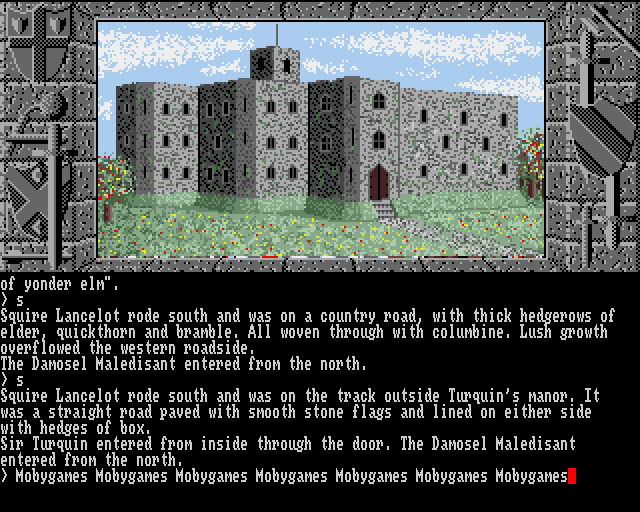 of yonder elm".
> s
Squire Lancelot rode south and was on a country road, with thick hedgerows of
elder, quickthorn and bramble. All woven through with columbine. Lush growth
overflowed the western roadside.
The Damosel Maledisant entered from the north.
> s
Squire Lancelot rode south and was on the track outside Turquin's manor. It
was a straight road paved with smooth stone flags and lined on either side
with hedges of box.
Sir Turquin entered from inside through the door. The Damosel Maledisant
entered from the north.
> Mobygames Mobygames Mobygames Mobygames Mobygames Mobygames Mobygames